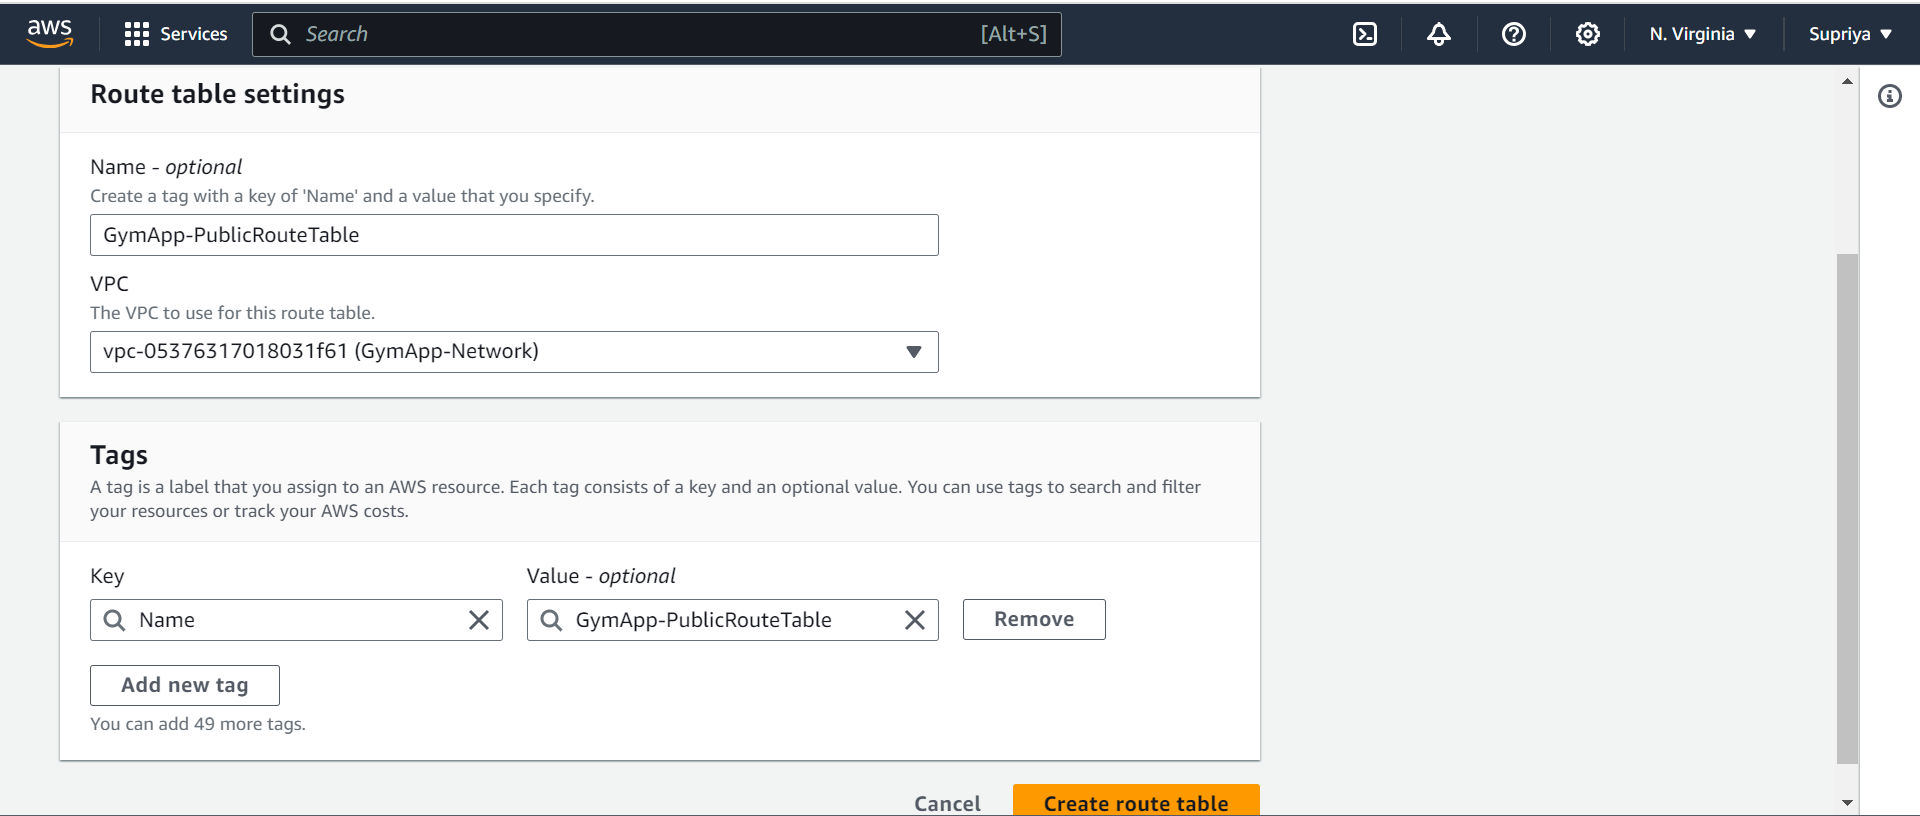 aws
Services
Search
[Alt+S]
N. Virginia
Supriya
Route table settings
Name - optional
Create a tag with a key of 'Name' and a value that you specify.
GymApp-PublicRouteTable
VPC
The VPC to use for this route table.
vpc-05376317018031f61 (GymApp-Network)
Tags
A tag is a label that you assign to an AWS resource. Each tag consists of a key and an optional value. You can use tags to search and filter
your resources or track your AWS costs.
Key
Value - optional
Name
GymApp-PublicRouteTable
Remove
Add new tag
You can add 49 more tags.
Cancel
Create route table